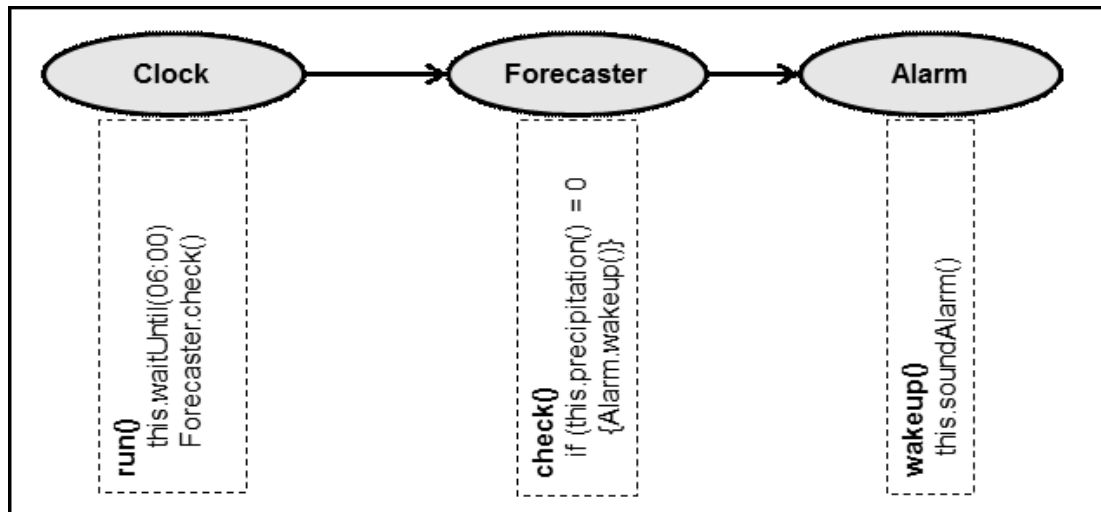 Clock
Forecaster
Alarm
run()
this.waitUntil(06:00)
Forecaster.check()
check()
if (this.precipitation() = 0
{Alarm.wakeup()}
wakeup()
this.soundAlarm()